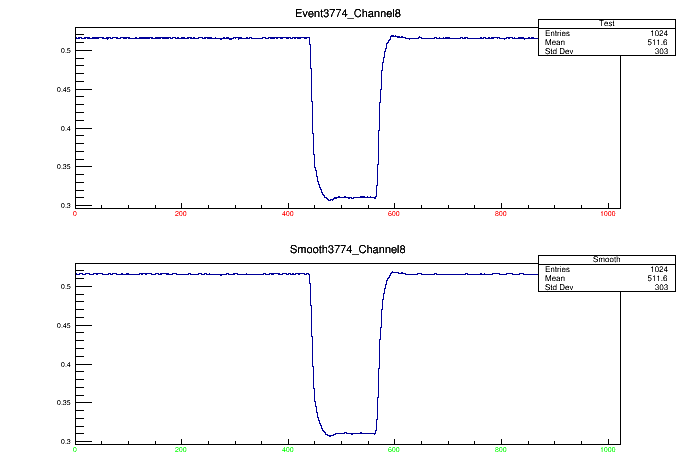 Event3774_Channel8
Test
Entries 1024
Mean 511.6
Std Dev 303
0.5
0.45
0.4
0.35
0.3
0 200 400 600 800 1000
Smooth3774_Channel8
Smooth
Entries 1024
Mean 511.6
Std Dev 303
0.5
0.45
0.4
0.35
0.3
0 200 400 600 800 1000